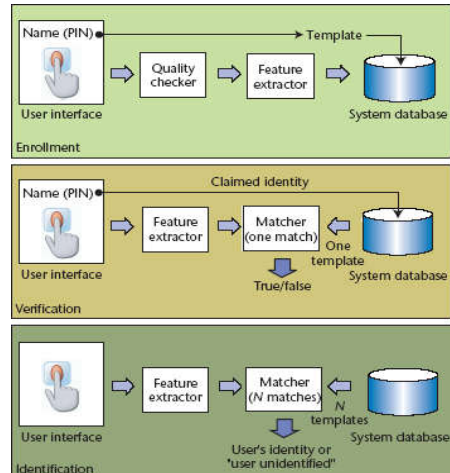 Name (PIN)
Template
Quality
checker
Feature
extractor
User interface
System database
Enrollment
Name (PIN)
Claimed identity
Feature
extractor
Matcher
(one match)
One
template
User interface
True/false
System database
Verification
Feature
extractor
Matcher
(N matches)
N
templates
User interface
System database
User's identity or
"user unidentified"
Identification